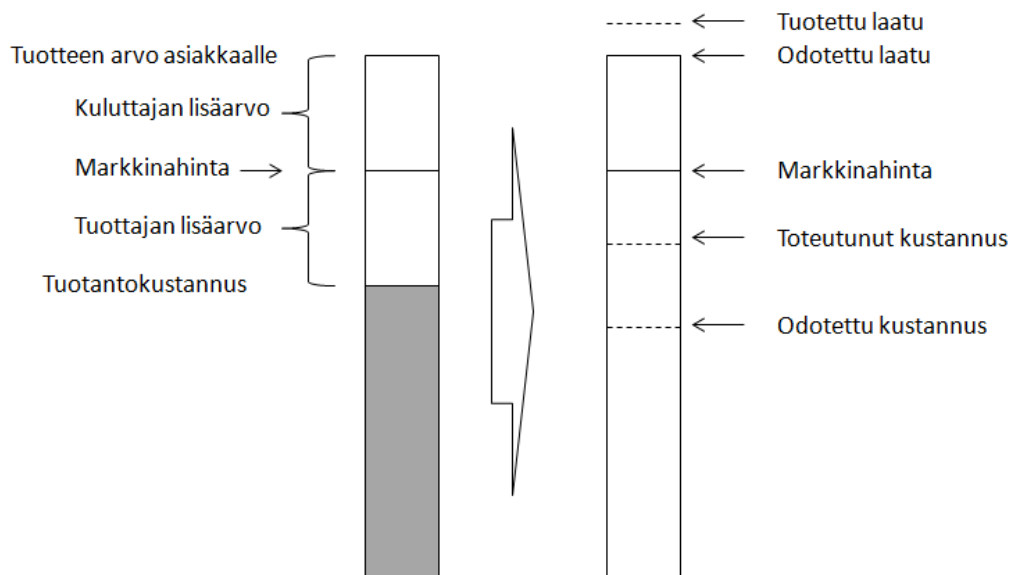 Tuotteen arvo asiakkaalle
Kuluttajan lisäarvo
Markkinahinta
Tuottajan lisäarvo
Tuotantokustannus
Tuotettu laatu
Odotettu laatu
Markkinahinta
Toteutunut kustannus
Odotettu kustannus